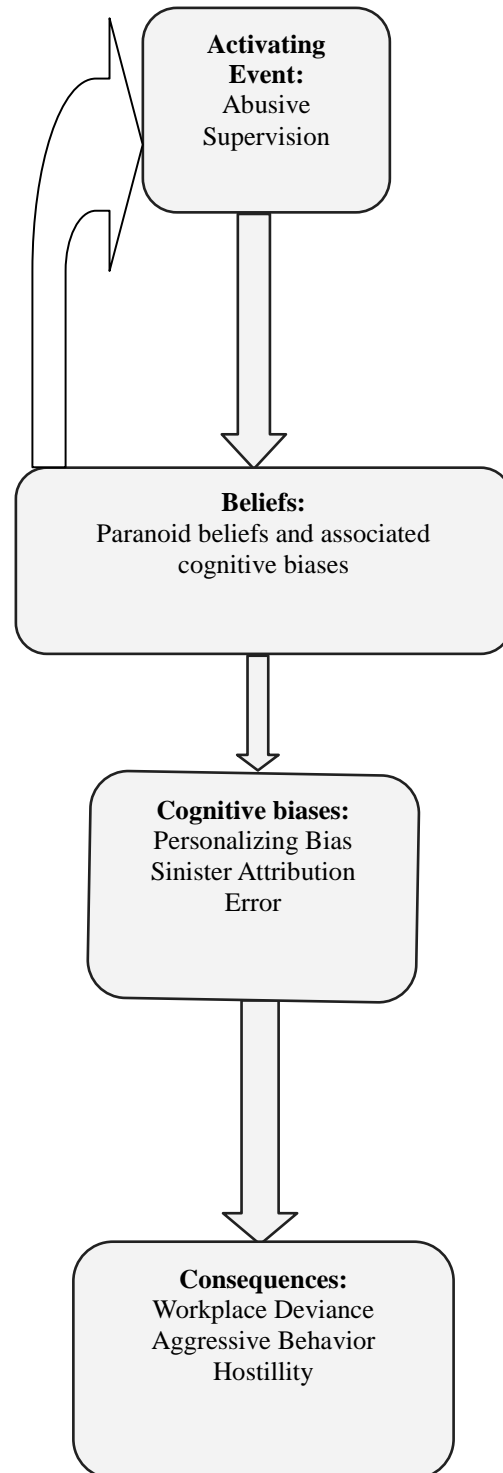 Activating
Event:
Abusive
Supervision
Beliefs:
Paranoid beliefs and associated
cognitive biases
Cognitive biases:
Personalizing Bias
Sinister Attribution
Error
Consequences:
Workplace Deviance
Aggressive Behavior
Hostillity